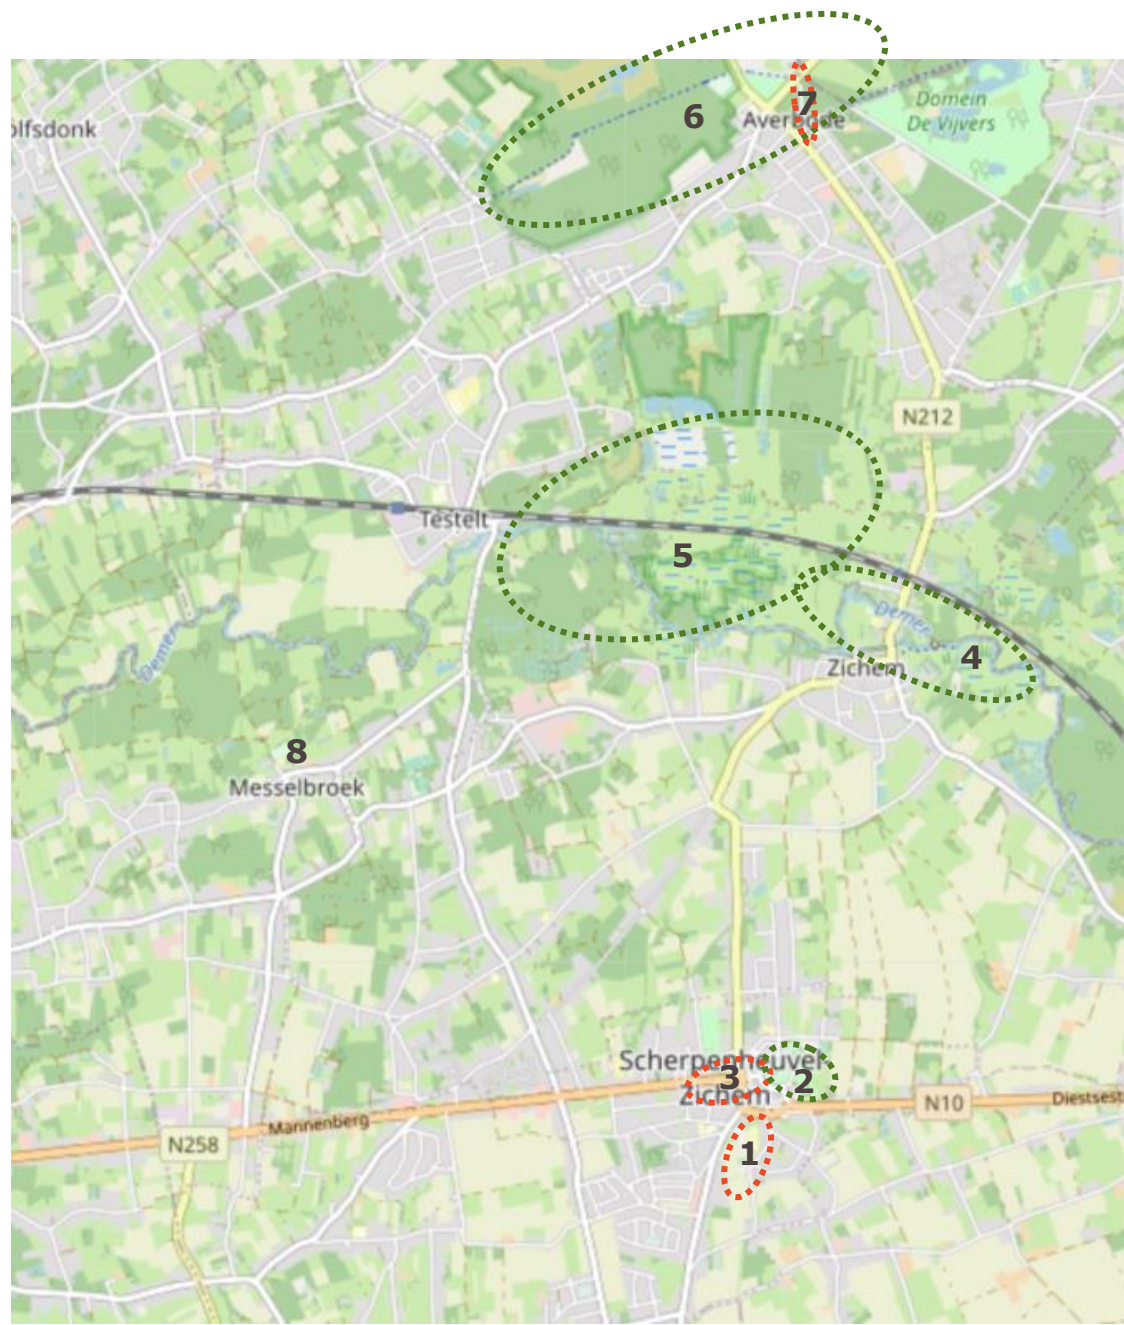 6
7
Averbode
Domein
De Vijvers
olfsdonk
N212
Testelt
5
Demer
Demer
4
Zichem
8
Messelbroek
Scherpenheuvel
3
2
Zichem
N10
Diestsest
Mannenberg
N258
1